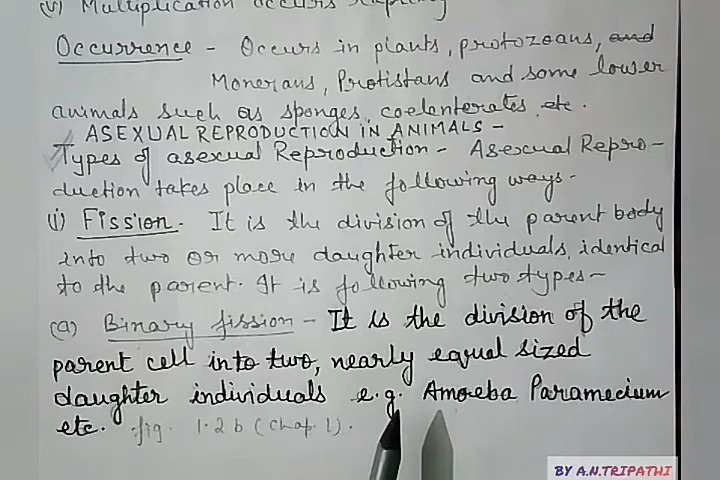 (v) Multiplication occurs rapidly
Occurrence - Occurs in plants, protozoans, and
Monerans, Protistans and some lower
animals such as sponges, coelenterates, etc.
ASEXUAL REPRODUCTION IN ANIMALS -
Types of asexual Reproduction - Asexual Repro-
duction takes place in the following ways -
(i) Fission - It is the division of the parent body
into two or more daughter individuals, identical
to the parent. It is following two types -
(a) Binary fission - It is the division of the
parent cell into two, nearly equal sized
daughter individuals e.g. Amoeba Paramecium
etc. fig. 1.2 b (Chap. 1).
BY A.N.TRIPATHI